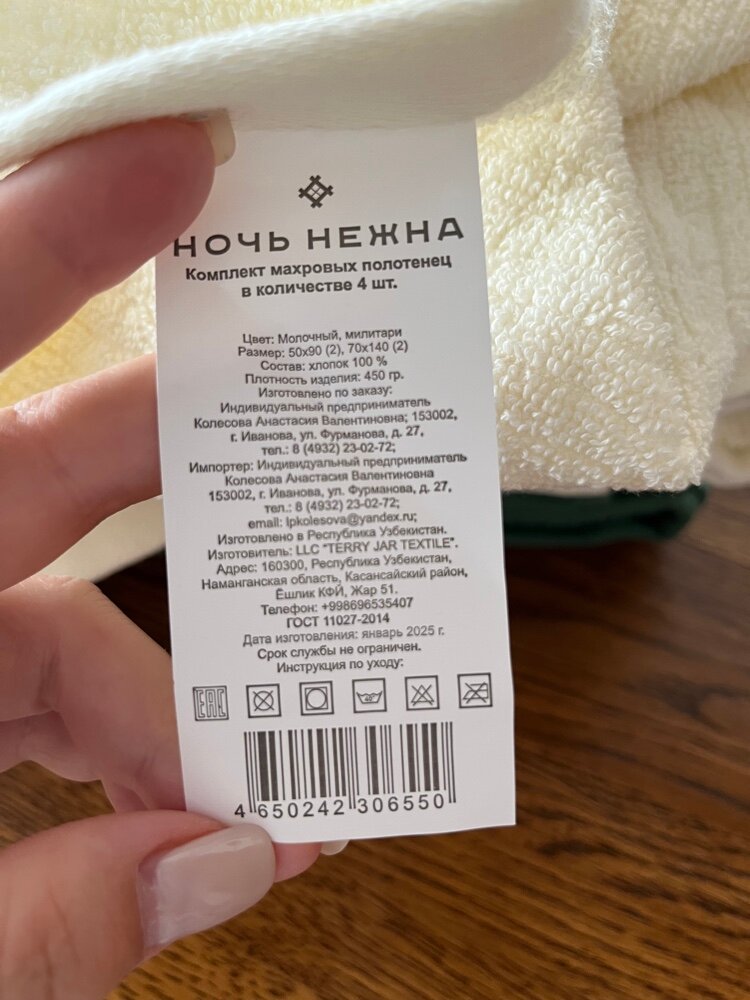 НОЧЬ НЕЖНА
Комплект махровых полотенец
в количестве 4 шт.
Цвет: Молочный, милитари
Размер: 50х90 (2), 70х140 (2)
Состав: хлопок 100 %
Плотность изделия: 450 гр.
Изготовлено по заказу:
Индивидуальный предприниматель
Колесова Анастасия Валентиновна; 153002,
г. Иванова, ул. Фурманова, д. 27,
тел.: 8 (4932) 23-02-72;
Импортер: Индивидуальный предприниматель
Колесова Анастасия Валентиновна
153002, г. Иванова, ул. Фурманова, д. 27,
тел.: 8 (4932) 23-02-72;
email: Ipkolesova@yandex.ru;
Изготовлено в Республика Узбекистан.
Изготовитель: LLC "TERRY JAR TEXTILE".
Адрес: 160300, Республика Узбекистан,
Наманганская область, Касансайский район,
Ёшлик КФЙ, Жар 51.
Телефон: +998696535407
ГОСТ 11027-2014
Дата изготовления: январь 2025 г.
Срок службы не ограничен.
Инструкция по уходу:
EAC 40
4 650242 306550